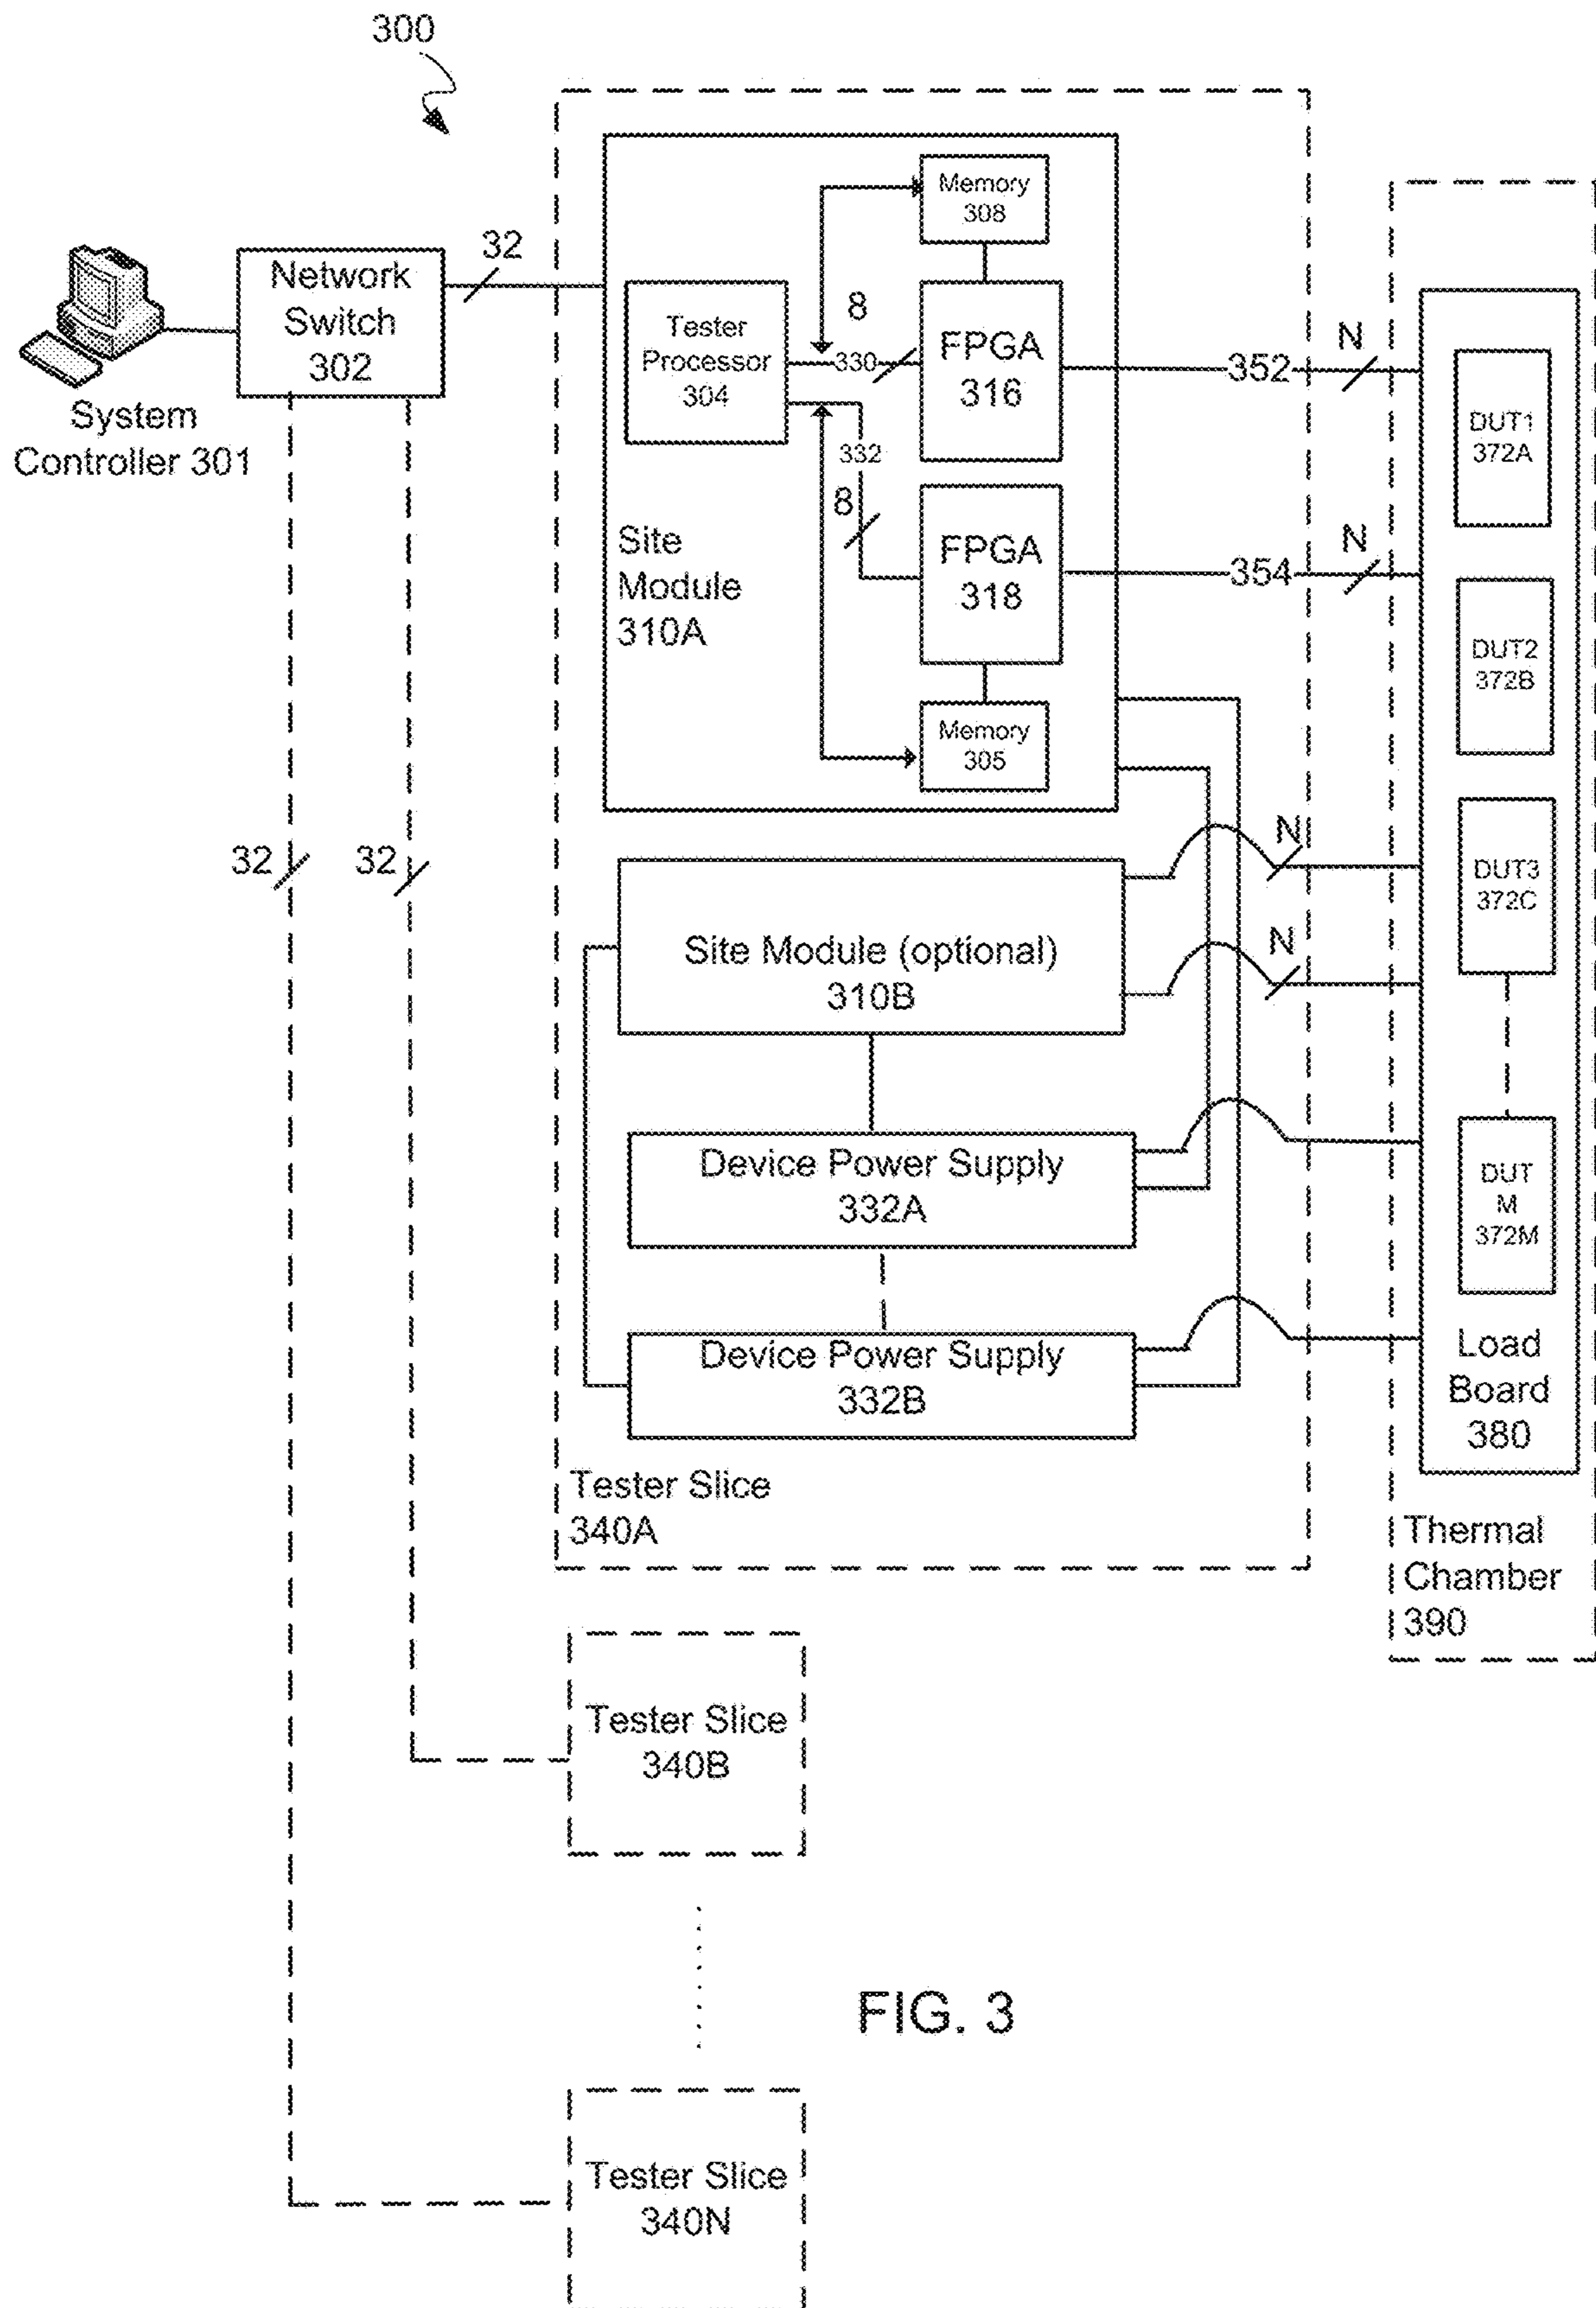 300
System
Controller 301
Network
Switch
302
32
32
32
Tester
Processor
304
Memory
308
8
330
FPGA
316
332
8
FPGA
318
Memory
305
Site
Module
310A
352
N
354
N
Site Module (optional)
310B
N
N
Device Power Supply
332A
Device Power Supply
332B
Tester Slice
340A
DUT1
372A
DUT2
372B
DUT3
372C
DUT
M
372M
Load
Board
380
Thermal
Chamber
390
Tester Slice
340B
FIG. 3
Tester Slice
340N